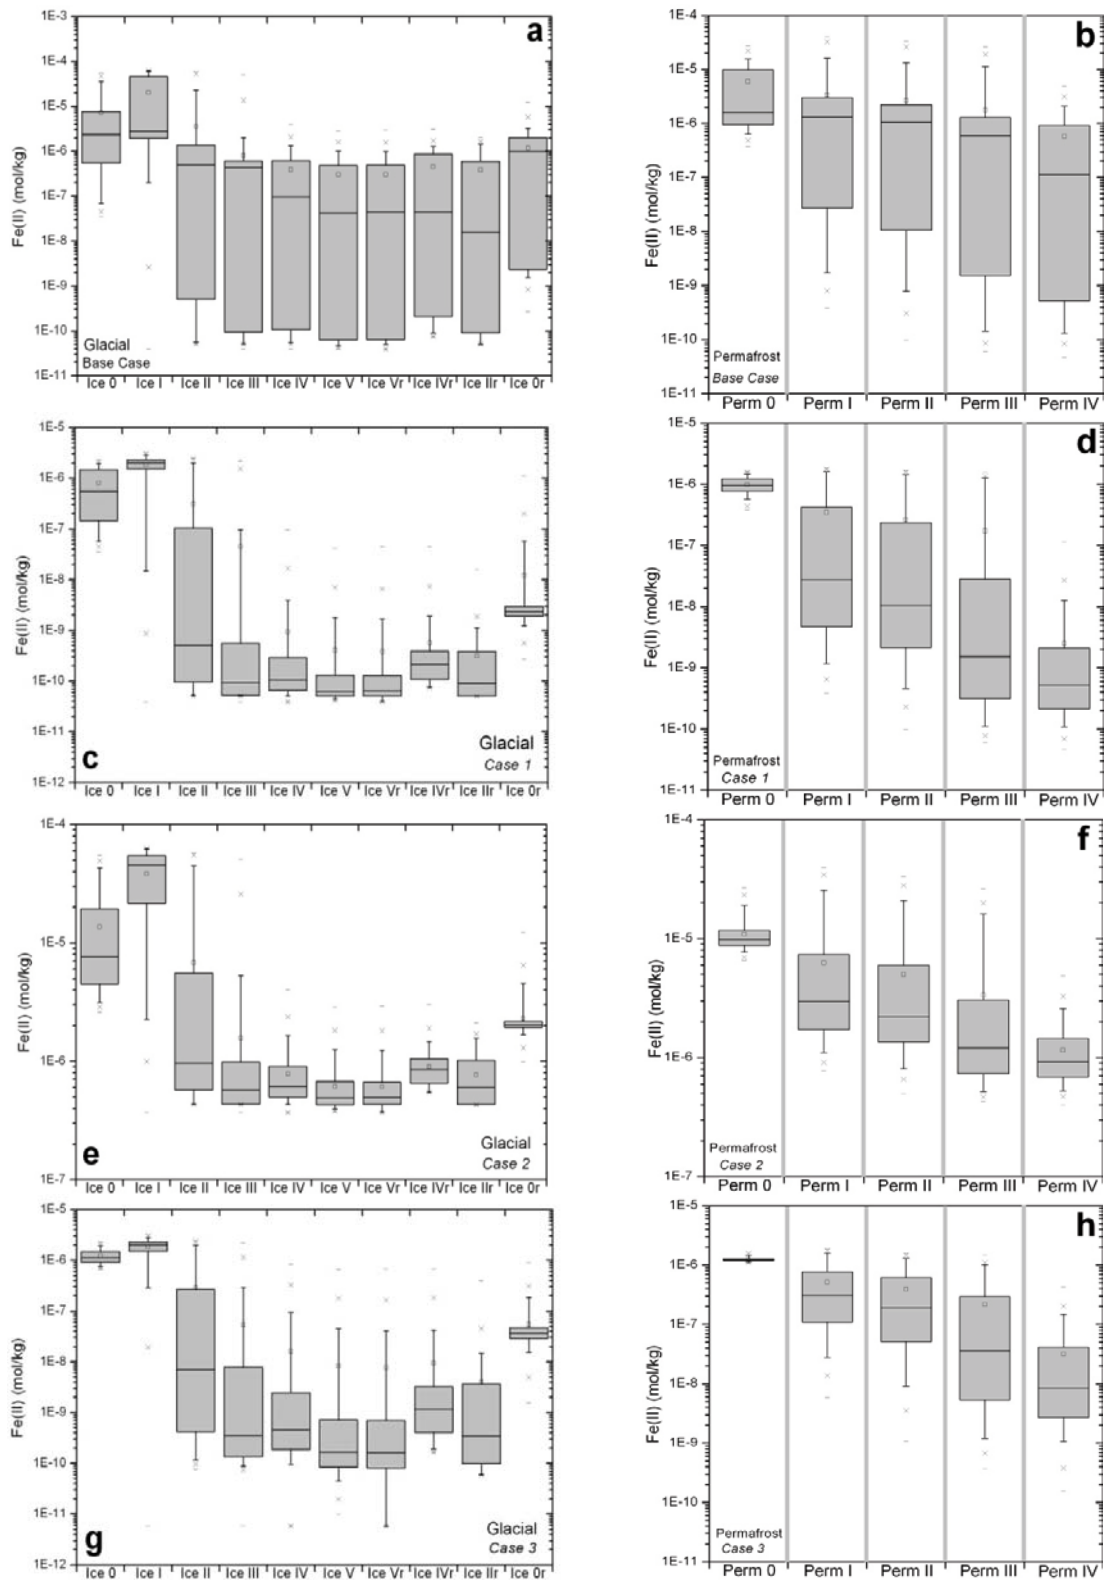 a
1E-3
1E-4
1E-5
1E-6
1E-7
1E-8
1E-9
1E-10
1E-11
Fe(II) (mol/kg)
Glacial
Base Case
Ice 0 Ice I Ice II Ice III Ice IV Ice V Ice Vr Ice IVr Ice IIr Ice 0r
b
1E-4
1E-5
1E-6
1E-7
1E-8
1E-9
1E-10
1E-11
Fe(II) (mol/kg)
Permafrost
Base Case
Perm 0 Perm I Perm II Perm III Perm IV
c
1E-5
1E-6
1E-7
1E-8
1E-9
1E-10
1E-11
1E-12
Fe(II) (mol/kg)
Glacial
Case 1
Ice 0 Ice I Ice II Ice III Ice IV Ice V Ice Vr Ice IVr Ice IIr Ice 0r
d
1E-5
1E-6
1E-7
1E-8
1E-9
1E-10
1E-11
Fe(II) (mol/kg)
Permafrost
Case 1
Perm 0 Perm I Perm II Perm III Perm IV
e
1E-4
1E-5
1E-6
1E-7
Fe(II) (mol/kg)
Glacial
Case 2
Ice 0 Ice I Ice II Ice III Ice IV Ice V Ice Vr Ice IVr Ice IIr Ice 0r
f
1E-4
1E-5
1E-6
1E-7
Fe(II) (mol/kg)
Permafrost
Case 2
Perm 0 Perm I Perm II Perm III Perm IV
g
1E-5
1E-6
1E-7
1E-8
1E-9
1E-10
1E-11
1E-12
Fe(II) (mol/kg)
Glacial
Case 3
Ice 0 Ice I Ice II Ice III Ice IV Ice V Ice Vr Ice IVr Ice IIr Ice 0r
h
1E-5
1E-6
1E-7
1E-8
1E-9
1E-10
1E-11
Fe(II) (mol/kg)
Permafrost
Case 3
Perm 0 Perm I Perm II Perm III Perm IV